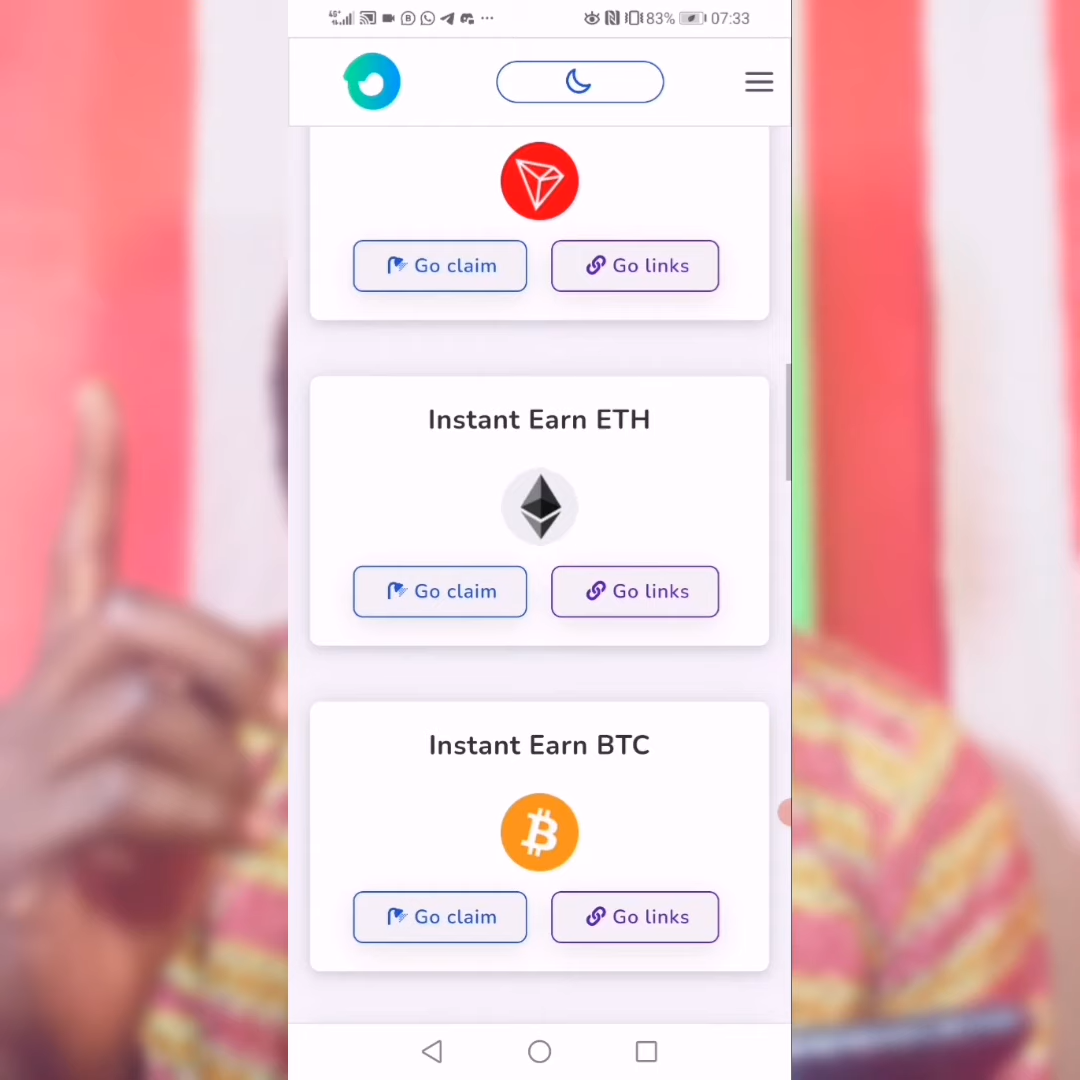 4G+ 83% 07:33
Go claim Go links
Instant Earn ETH
Go claim Go links
Instant Earn BTC
Go claim Go links